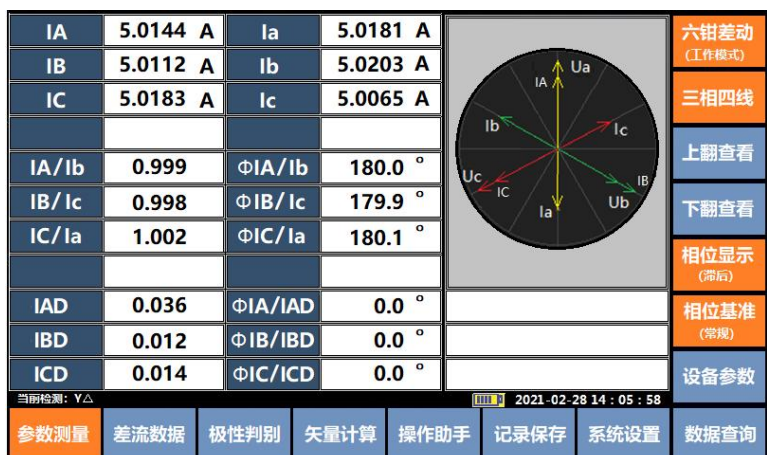 IA 5.0144 A Ia 5.0181 A
IB 5.0112 A Ib 5.0203 A
IC 5.0183 A Ic 5.0065 A
IA/Ib 0.999 ΦIA/Ib 180.0 °
IB/Ic 0.998 ΦIB/Ic 179.9 °
IC/Ia 1.002 ΦIC/Ia 180.1 °
IAD 0.036 ΦIA/IAD 0.0 °
IBD 0.012 ΦIB/IBD 0.0 °
ICD 0.014 ΦIC/ICD 0.0 °
Ua
IA
Ib
Ic
Uc
IC
IB
Ub
Ia
六钳差动
(工作模式)
三相四线
上翻查看
下翻查看
相位显示
(滞后)
相位基准
(常规)
设备参数
当前检测: Y△
2021-02-28 14 : 05 : 58
参数测量 差流数据 极性判别 矢量计算 操作助手 记录保存 系统设置 数据查询